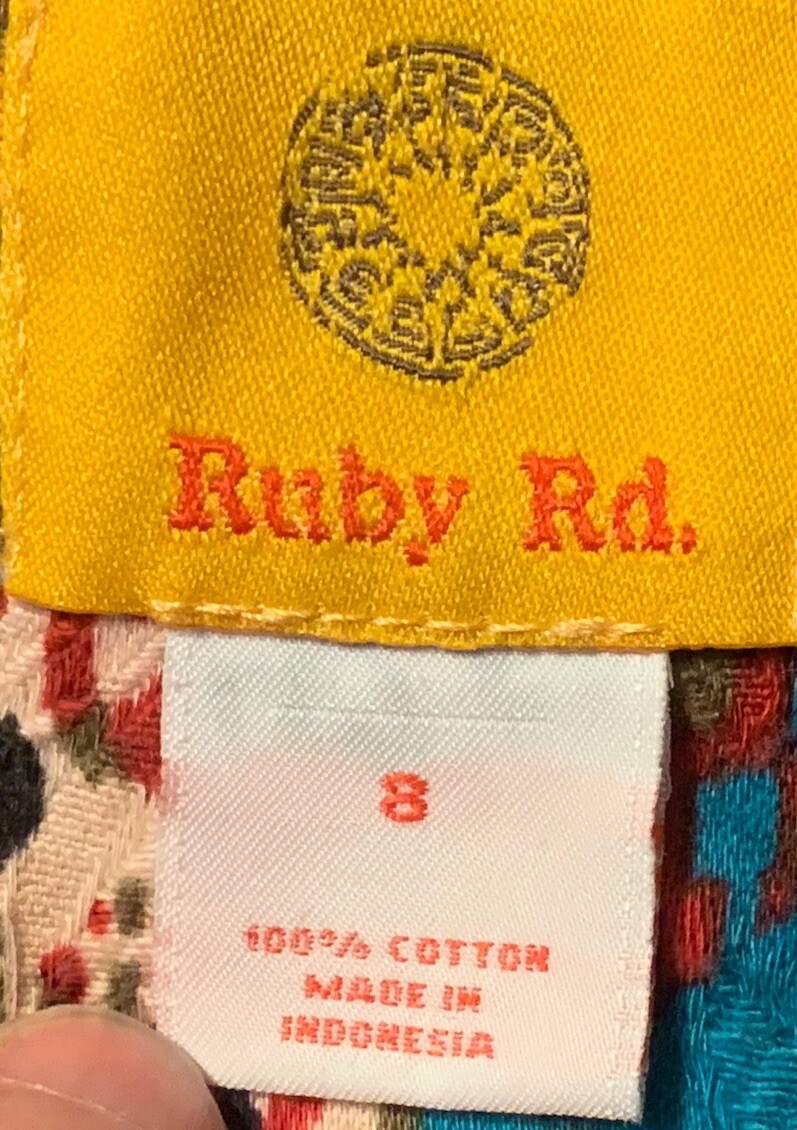 Ruby Rd.
8
100% COTTON
MADE IN
INDONESIA